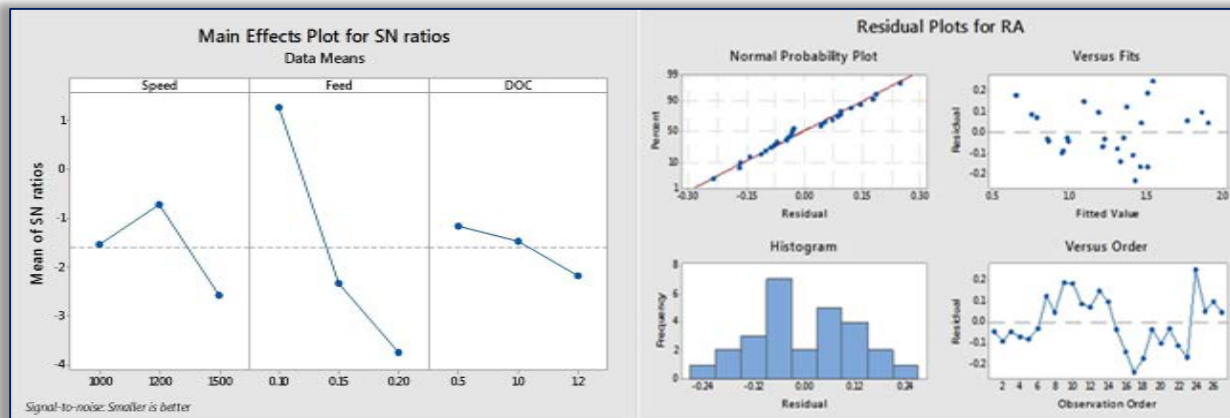 Main Effects Plot for SN ratios
Data Means
Speed Feed DOC
Mean of SN ratios
1
0
-1
-2
-3
-4
1000 1200 1500 0.10 0.15 0.20 0.5 10 12
Signal-to-noise: Smaller is better
Residual Plots for RA
Normal Probability Plot
Percent
99
90
50
10
1
-0.30 -0.15 0.00 0.15 0.30
Residual
Versus Fits
Residual
0.2
0.1
0.0
-0.1
-0.2
0.5 1.0 1.5 2.0
Fitted Value
Histogram
Frequency
8
6
4
2
0
-0.24 -0.12 0.00 0.12 0.24
Residual
Versus Order
Residual
0.2
0.1
0.0
-0.1
-0.2
2 4 6 8 10 12 14 16 18 20 22 24 26
Observation Order